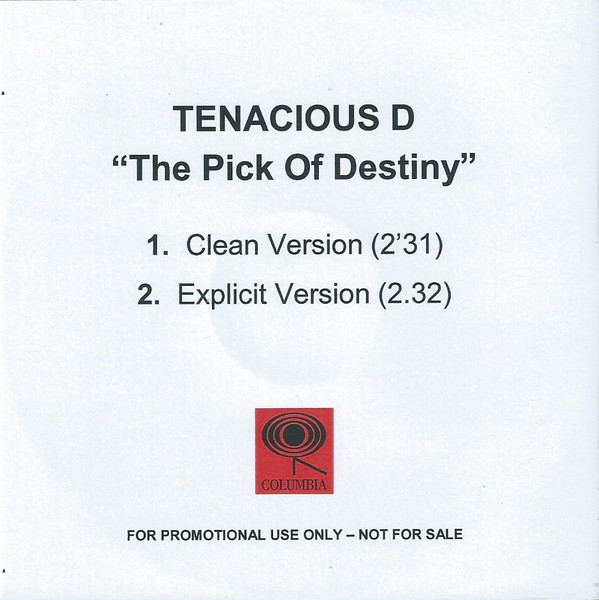 TENACIOUS D
“The Pick Of Destiny”
1. Clean Version (2’31)
2. Explicit Version (2.32)
COLUMBIA
FOR PROMOTIONAL USE ONLY – NOT FOR SALE